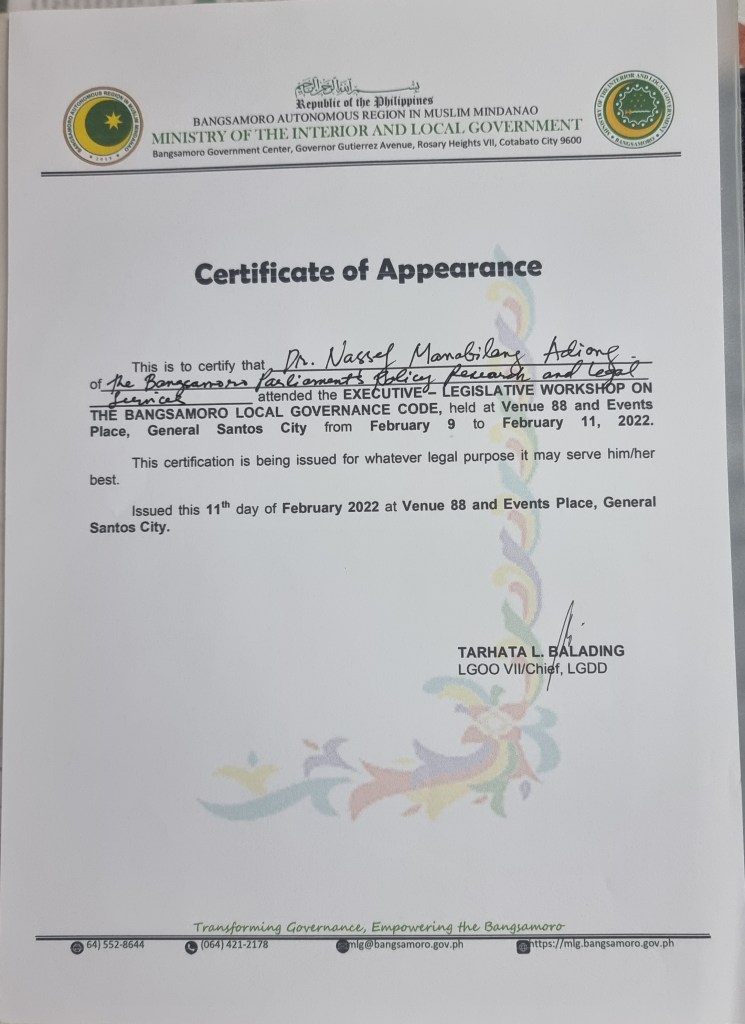 Republic of the Philippines
BANGSAMORO AUTONOMOUS REGION IN MUSLIM MINDANAO
MINISTRY OF THE INTERIOR AND LOCAL GOVERNMENT
Bangsamoro Government Center, Governor Gutierrez Avenue, Rosary Heights VII, Cotabato City 9600
Certificate of Appearance
This is to certify that Dr. Nassef Manabilang Adiong
of the Bangsamoro Parliament's Policy Research and Legal
Services attended the EXECUTIVE – LEGISLATIVE WORKSHOP ON
THE BANGSAMORO LOCAL GOVERNANCE CODE, held at Venue 88 and Events
Place, General Santos City from February 9 to February 11, 2022.
This certification is being issued for whatever legal purpose it may serve him/her
best.
Issued this 11th day of February 2022 at Venue 88 and Events Place, General
Santos City.
TARHATA L. BALADING
LGOO VII/Chief, LGDD
Transforming Governance, Empowering the Bangsamoro
64) 552-8644 (064) 421-2178 mlg@bangsamoro.gov.ph https://mlg.bangsamoro.gov.ph